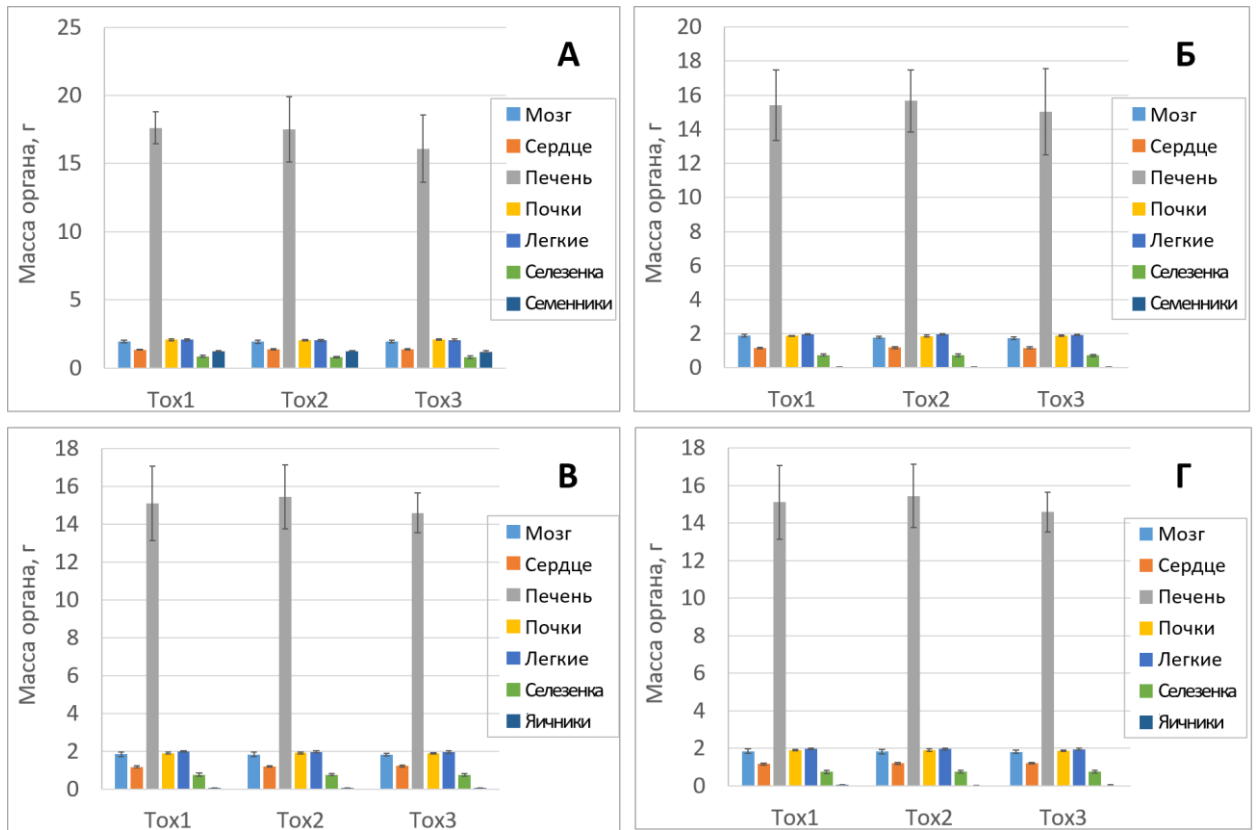 А
Масса органа, г
25
20
15
10
5
0
Tox1 Tox2 Tox3
Мозг
Сердце
Печень
Почки
Легкие
Селезенка
Семенники
Б
Масса органа, г
20
18
16
14
12
10
8
6
4
2
0
Tox1 Tox2 Tox3
Мозг
Сердце
Печень
Почки
Легкие
Селезенка
Семенники
В
Масса органа, г
18
16
14
12
10
8
6
4
2
0
Tox1 Tox2 Tox3
Мозг
Сердце
Печень
Почки
Легкие
Селезенка
Яичники
Г
Масса органа, г
18
16
14
12
10
8
6
4
2
0
Tox1 Tox2 Tox3
Мозг
Сердце
Печень
Почки
Легкие
Селезенка
Яичники